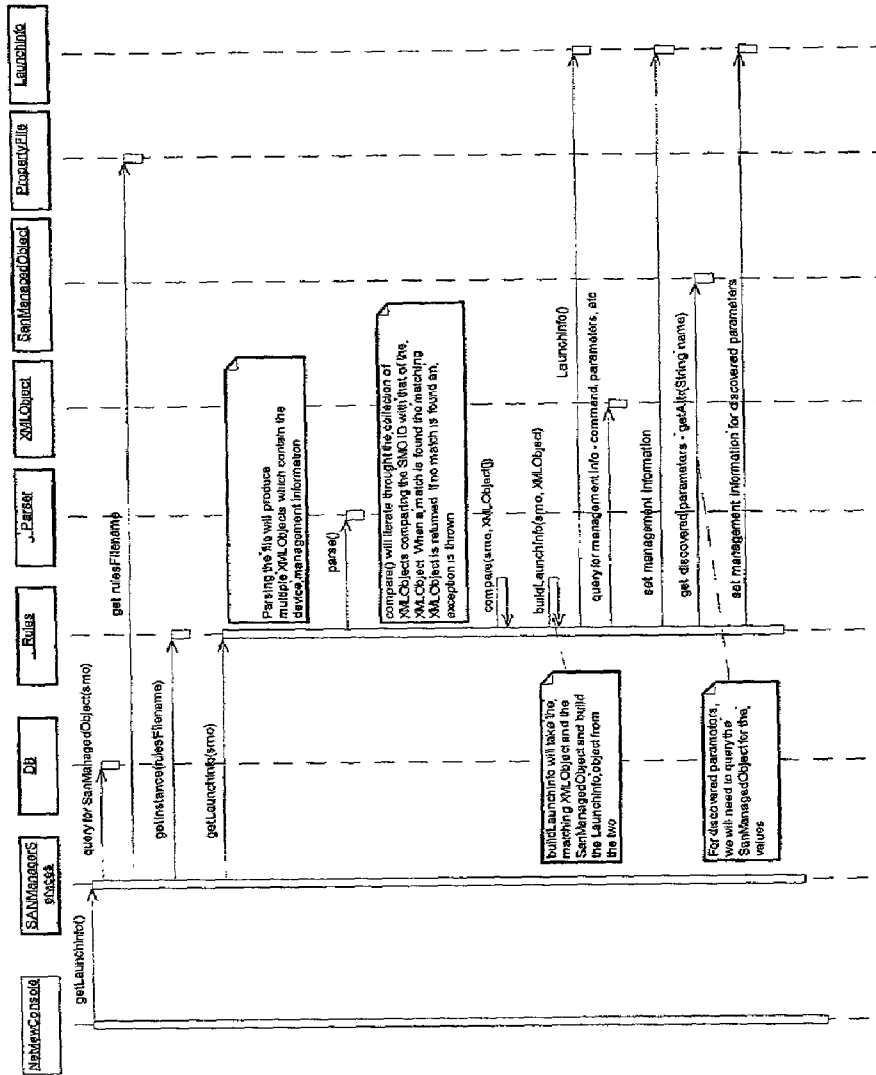 NetViewConsole
SANManagerS
ervices
DB
Rules
Parser
XMLObject
SanManagedObject
PropertyFile
LaunchInfo
getLaunchInfo()
query for SanManagedObject(smo)
get rulesFilename
getInstance(rulesFilename)
getLaunchInfo(smo)
Parsing the file will produce
multiple XMLObjects which contain the
device management information
parse()
compare() will iterate throught the collection of
XMLObjects comparing the SMO ID with that of the
XMLObject When a match is found the matching
XMLObject is returned If no match is found an
exception is thrown
compare(smo, XMLObject[])
buildLaunchInfo(smo, XMLObject)
LaunchInfo()
buildLaunchInfo will take the
matching XMLObject and the
SanManagedObject and build
the LaunchInfo object from
the two
query for management info - command, parameters, etc
set management information
get discovered parameters - getAttr(String name)
set management information for discovered parameters
For discovered parameters,
we will need to query the
SanManagedObject for the
values